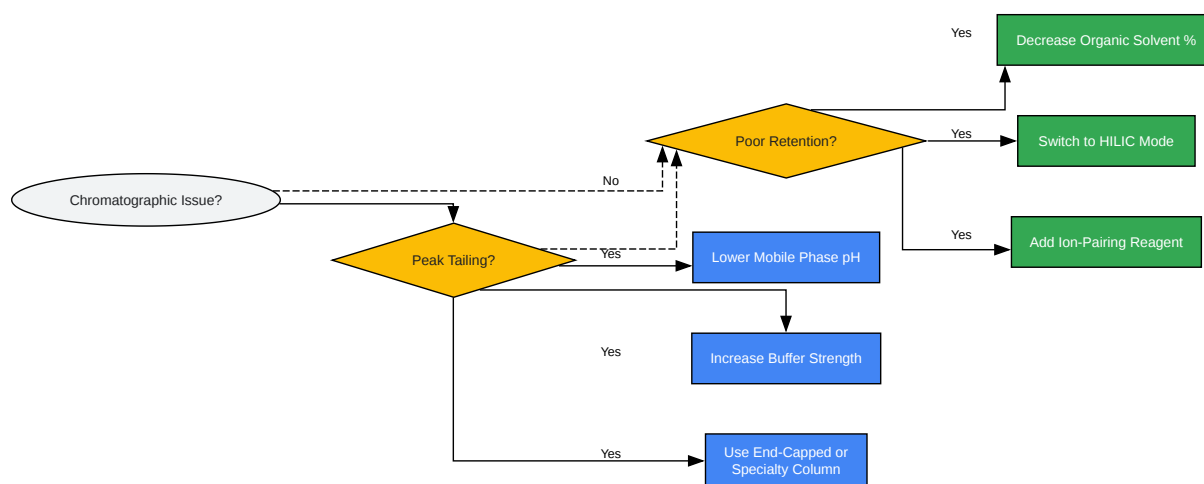 Yes
Decrease Organic Solvent %
Poor Retention?
Yes
Switch to HILIC Mode
No
Chromatographic Issue?
Yes
Add Ion-Pairing Reagent
Peak Tailing?
Yes
Lower Mobile Phase pH
Yes
Increase Buffer Strength
Yes
Use End-Capped or
Specialty Column